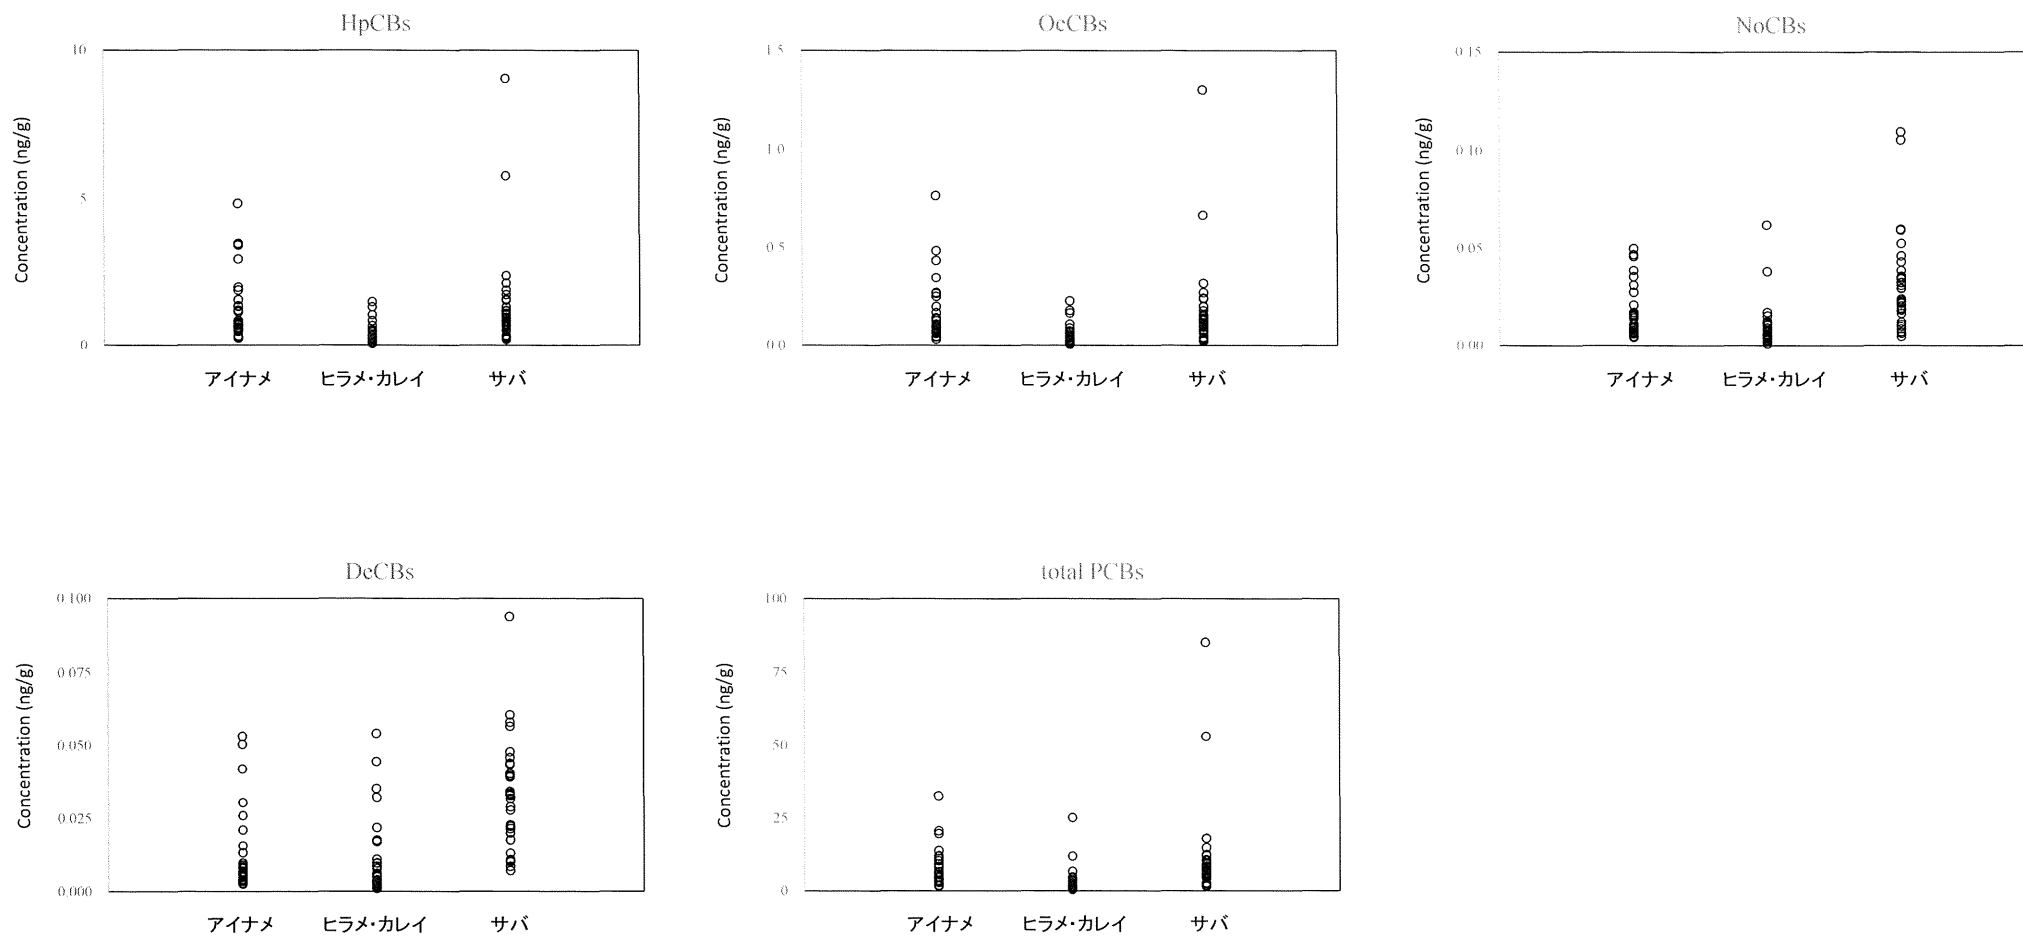 HpCBs
10
5
0
Concentration (ng/g)
アイナメ ヒラメ・カレイ サバ
OcCBs
1.5
1.0
0.5
0.0
Concentration (ng/g)
アイナメ ヒラメ・カレイ サバ
NoCBs
0.15
0.10
0.05
0.00
Concentration (ng/g)
アイナメ ヒラメ・カレイ サバ
DeCBs
0.100
0.075
0.050
0.025
0.000
Concentration (ng/g)
アイナメ ヒラメ・カレイ サバ
total PCBs
100
75
50
25
0
Concentration (ng/g)
アイナメ ヒラメ・カレイ サバ